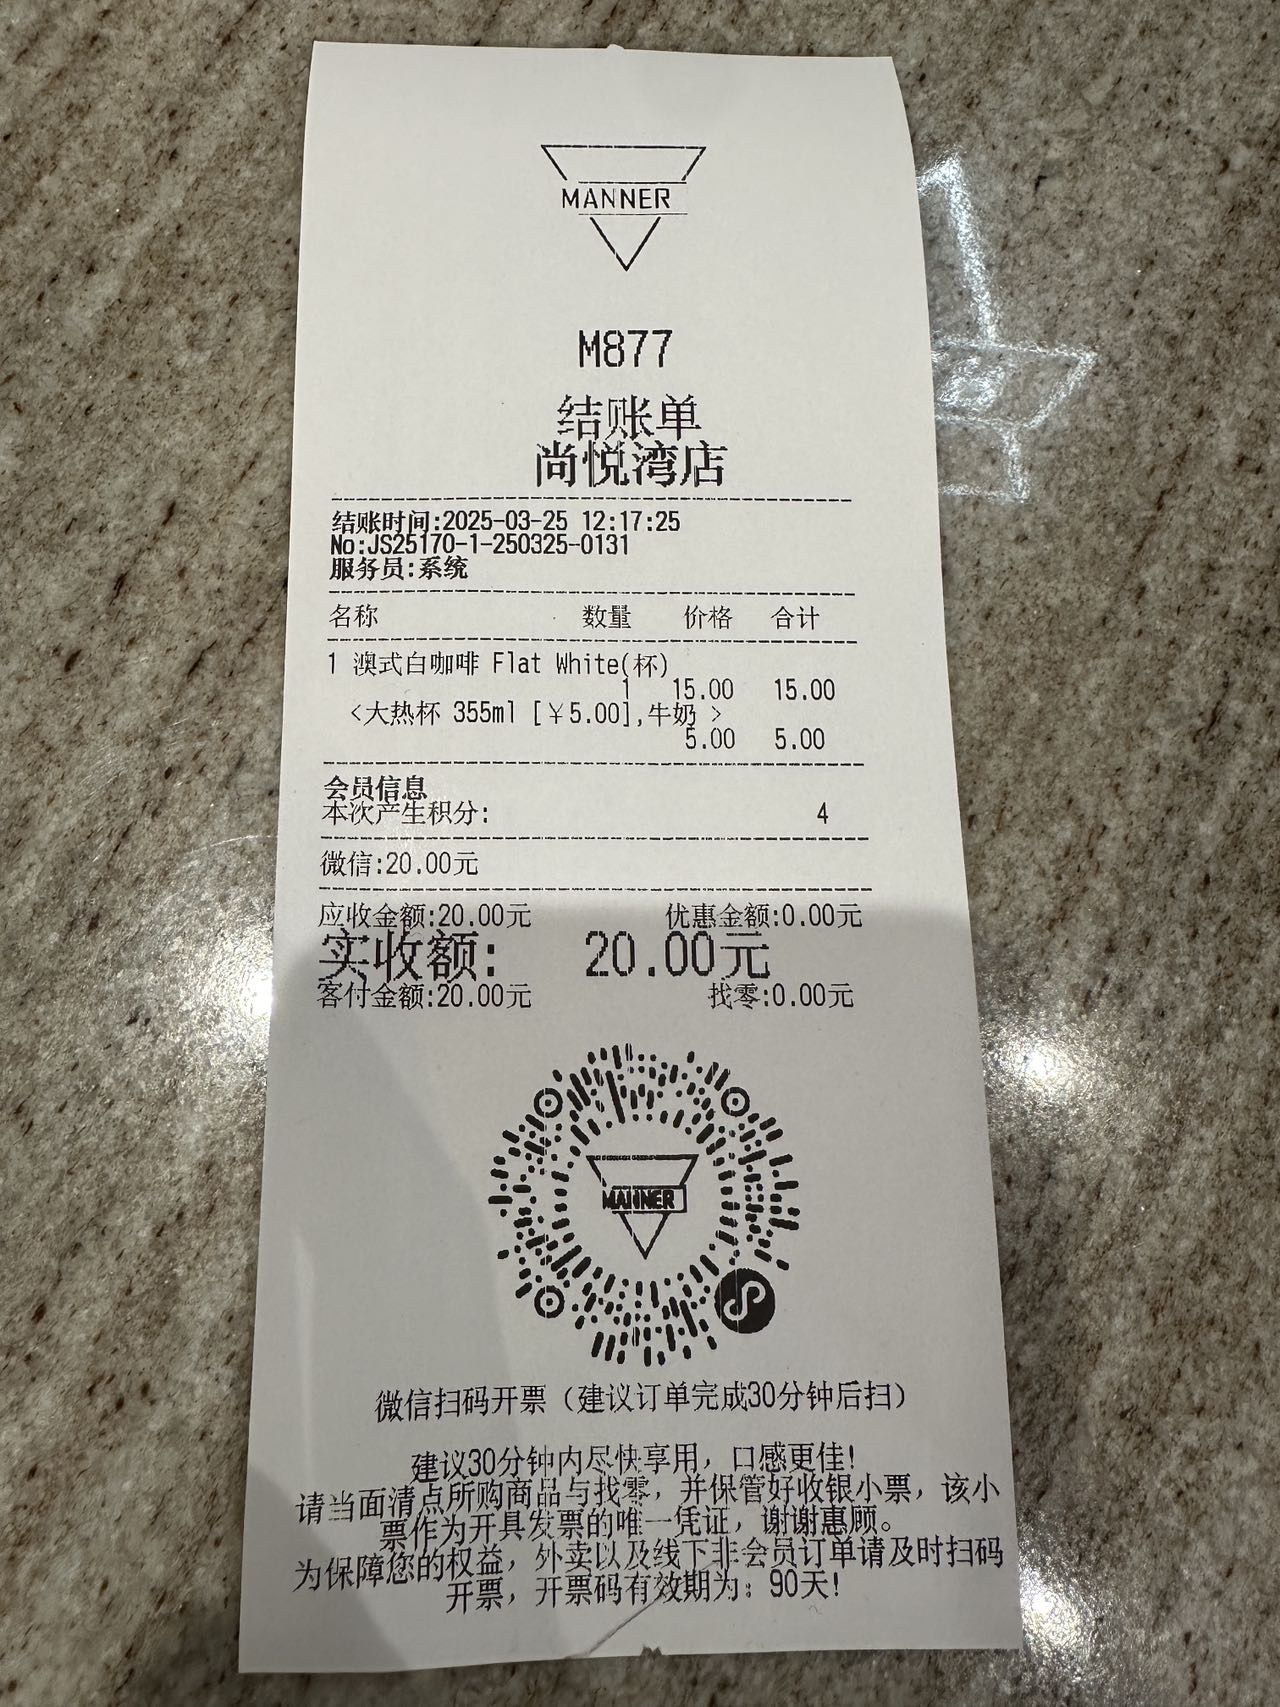 MANNER
M877
结账单
尚悦湾店
结账时间:2025-03-25 12:17:25
No:JS25170-1-250325-0131
服务员:系统
名称 数量 价格 合计
1 澳式白咖啡 Flat White(杯)
1 15.00 15.00
<大热杯 355ml [￥5.00],牛奶 >
5.00 5.00
会员信息
本次产生积分: 4
微信:20.00元
应收金额:20.00元 优惠金额:0.00元
实收额: 20.00元
客付金额:20.00元 找零:0.00元
MANNER
微信扫码开票（建议订单完成30分钟后扫）
建议30分钟内尽快享用，口感更佳!
请当面清点所购商品与找零，并保管好收银小票，该小
票作为开具发票的唯一凭证，谢谢惠顾。
为保障您的权益，外卖以及线下非会员订单请及时扫码
开票，开票码有效期为：90天!